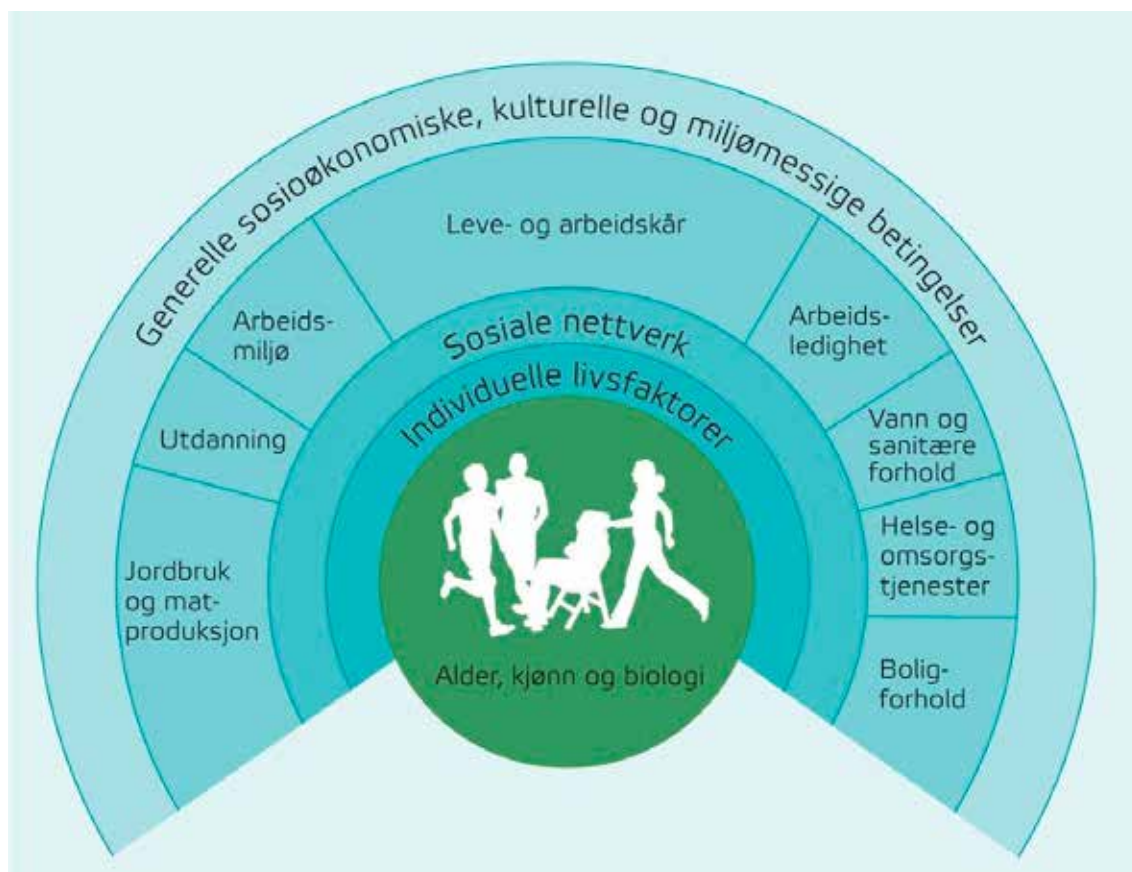 Generelle sosioøkonomiske, kulturelle og miljømessige betingelser
Leve- og arbeidskår
Arbeids-
miljø
Arbeids-
ledighet
Sosiale nettverk
Individuelle livsfaktorer
Utdanning
Vann og
sanitære
forhold
Jordbruk
og mat-
produksjon
Helse- og
omsorgs-
tjenester
Bolig-
forhold
Alder, kjønn og biologi